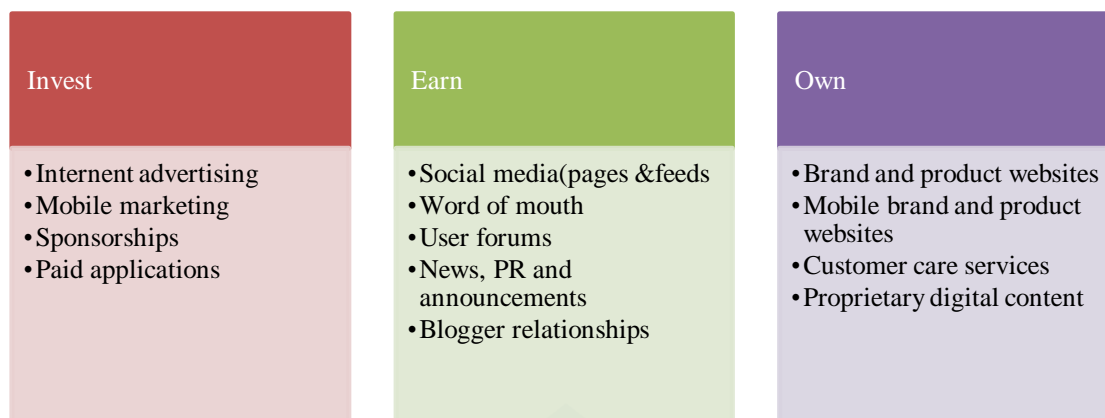 Invest
•Internent advertising
•Mobile marketing
•Sponsorships
•Paid applications
Earn
•Social media(pages &feeds
•Word of mouth
•User forums
•News, PR and
announcements
•Blogger relationships
Own
•Brand and product websites
•Mobile brand and product
websites
•Customer care services
•Proprietary digital content